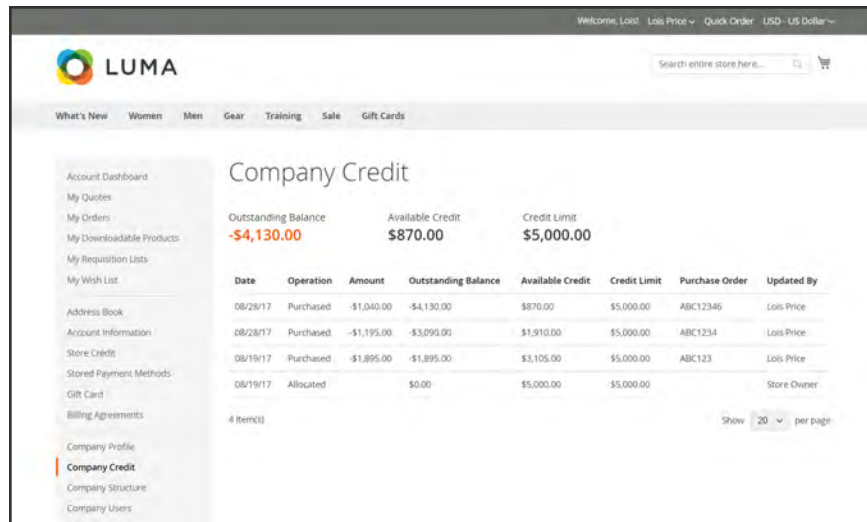 Welcome, Lois! Lois Price Quick Order USD - US Dollar
LUMA
Search entire store here...
What's New Women Men Gear Training Sale Gift Cards
Account Dashboard
My Quotes
My Orders
My Downloadable Products
My Requisition Lists
My Wish List
Address Book
Account Information
Store Credit
Stored Payment Methods
Gift Card
Billing Agreements
Company Profile
Company Credit
Company Structure
Company Users
Company Credit
Outstanding Balance Available Credit Credit Limit
-$4,130.00 $870.00 $5,000.00
Date Operation Amount Outstanding Balance Available Credit Credit Limit Purchase Order Updated By
08/28/17 Purchased -$1,040.00 -$4,130.00 $870.00 $5,000.00 ABC12346 Lois Price
08/28/17 Purchased -$1,195.00 -$3,090.00 $1,910.00 $5,000.00 ABC1234 Lois Price
08/19/17 Purchased -$1,895.00 -$1,895.00 $3,105.00 $5,000.00 ABC123 Lois Price
08/19/17 Allocated $0.00 $5,000.00 $5,000.00 Store Owner
4 Item(s) Show 20 per page